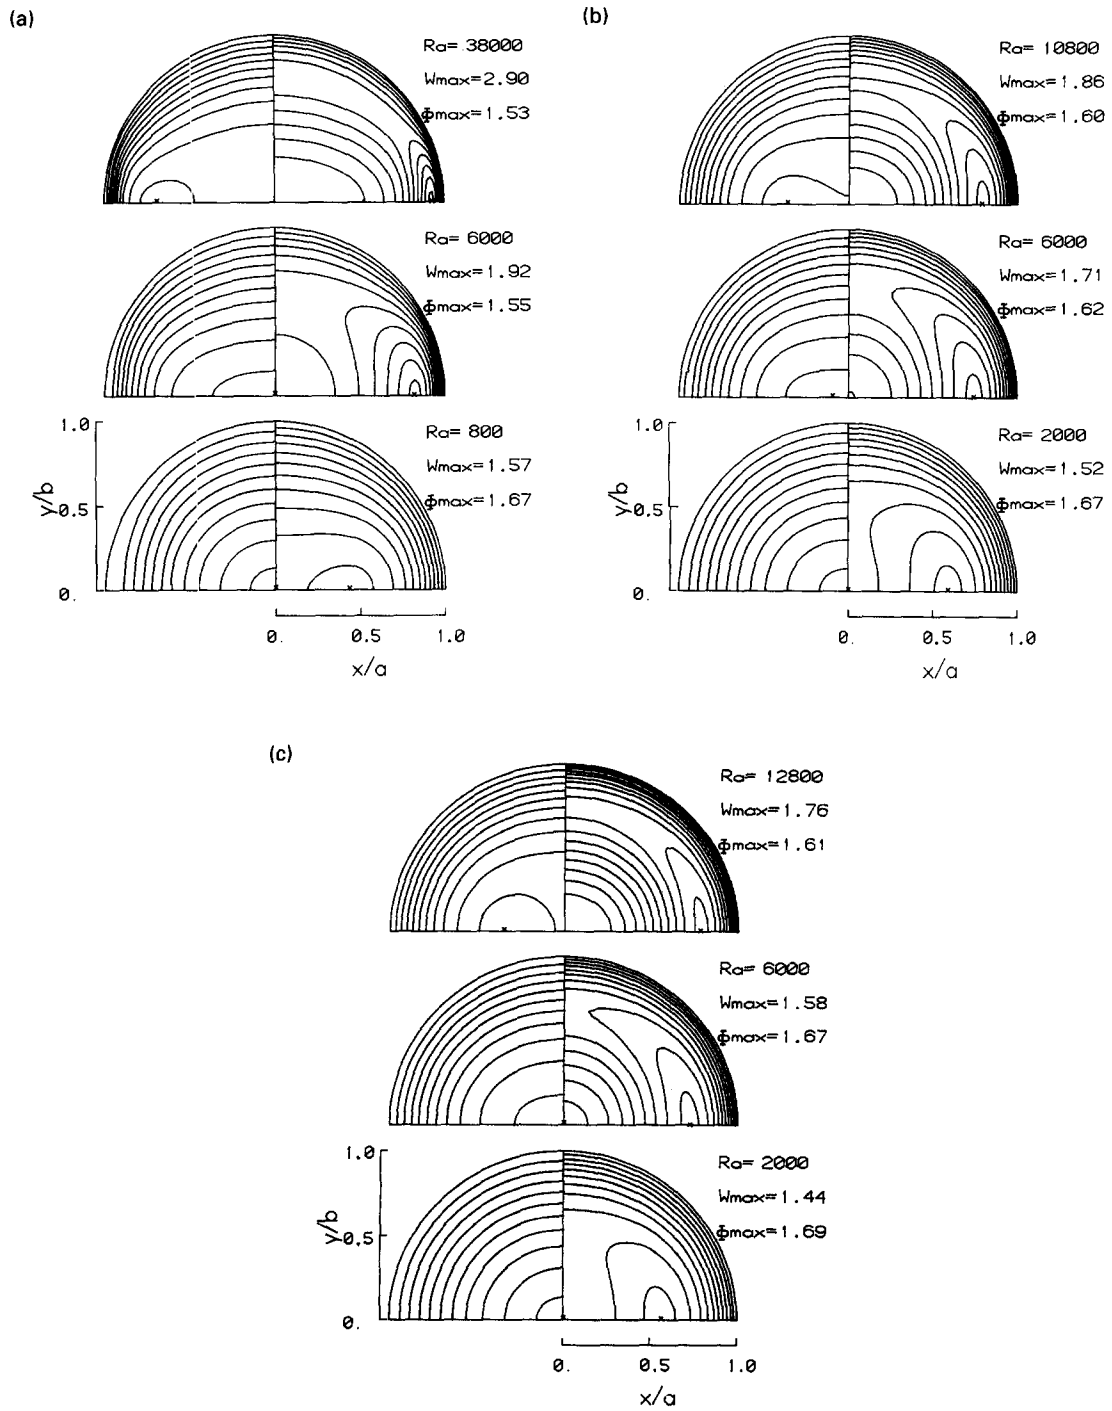 (a)
Ra= 38000
Wmax=2.90
Φmax=1.53
Ra= 6000
Wmax=1.92
Φmax=1.55
1.0
Ra= 800
Wmax=1.57
Φmax=1.67
y/b
0.5
0.
0. 0.5 1.0
x/a
(b)
Ra= 10800
Wmax=1.86
Φmax=1.60
Ra= 6000
Wmax=1.71
Φmax=1.62
1.0
Ra= 2000
Wmax=1.52
Φmax=1.67
y/b
0.5
0.
0. 0.5 1.0
x/a
(c)
Ra= 12800
Wmax=1.76
Φmax=1.61
Ra= 6000
Wmax=1.58
Φmax=1.67
1.0
Ra= 2000
Wmax=1.44
Φmax=1.69
y/b
0.5
0.
0. 0.5 1.0
x/a